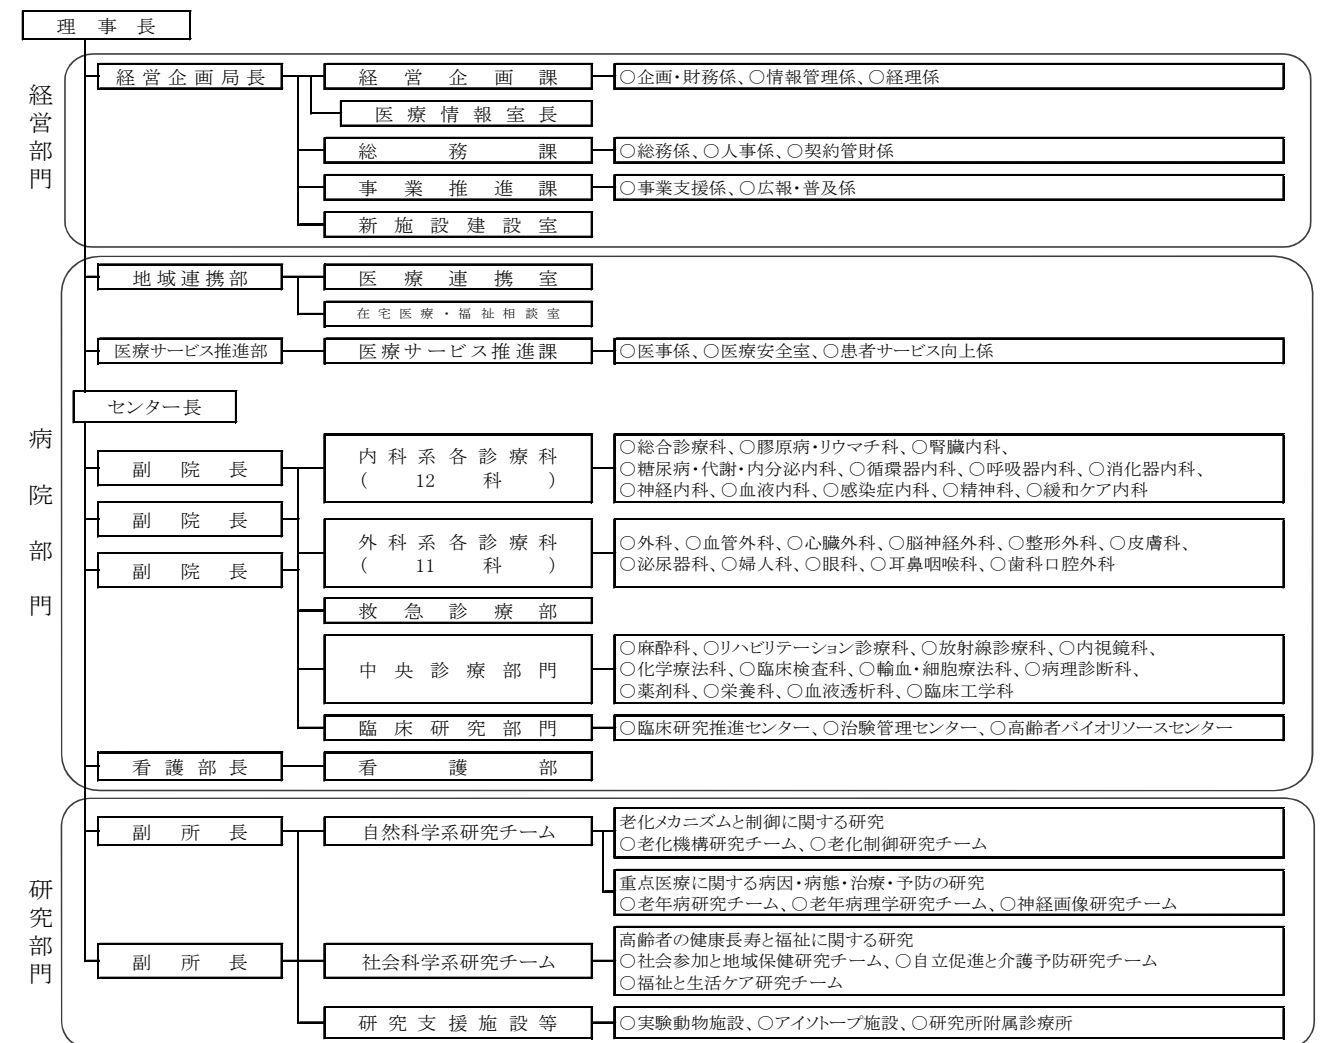 理事長
経営部門
経営企画局長
経営企画課
○企画・財務係、○情報管理係、○経理係
医療情報室長
総務課
○総務係、○人事係、○契約管財係
事業推進課
○事業支援係、○広報・普及係
新施設建設室
病院部門
地域連携部
医療連携室
在宅医療・福祉相談室
医療サービス推進部
医療サービス推進課
○医事係、○医療安全室、○患者サービス向上係
センター長
副院長
副院長
副院長
内科系各診療科
(12科)
○総合診療科、○膠原病・リウマチ科、○腎臓内科、
○糖尿病・代謝・内分泌内科、○循環器内科、○呼吸器内科、○消化器内科、
○神経内科、○血液内科、○感染症内科、○精神科、○緩和ケア内科
外科系各診療科
(11科)
○外科、○血管外科、○心臓外科、○脳神経外科、○整形外科、○皮膚科、
○泌尿器科、○婦人科、○眼科、○耳鼻咽喉科、○歯科口腔外科
救急診療部
中央診療部門
○麻酔科、○リハビリテーション診療科、○放射線診療科、○内視鏡科、
○化学療法科、○臨床検査科、○輸血・細胞療法科、○病理診断科、
○薬剤科、○栄養科、○血液透析科、○臨床工学科
臨床研究部門
○臨床研究推進センター、○治験管理センター、○高齢者バイオリソースセンター
看護部長
看護部
研究部門
副所長
自然科学系研究チーム
老化メカニズムと制御に関する研究
○老化機構研究チーム、○老化制御研究チーム
重点医療に関する病因・病態・治療・予防の研究
○老年病研究チーム、○老年病理学研究チーム、○神経画像研究チーム
副所長
社会科学系研究チーム
高齢者の健康長寿と福祉に関する研究
○社会参加と地域保健研究チーム、○自立促進と介護予防研究チーム
○福祉と生活ケア研究チーム
研究支援施設等
○実験動物施設、○アイソトープ施設、○研究所附属診療所